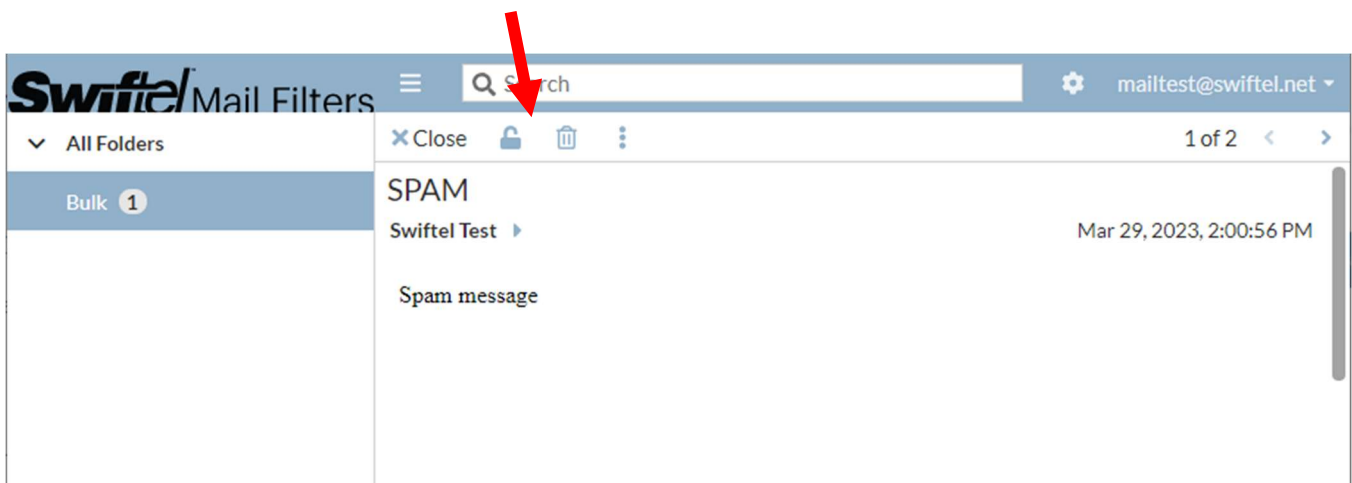 Swiftel Mail Filters
Search
mailtest@swiftel.net
All Folders
Close
1 of 2
Bulk 1
SPAM
Swiftel Test
Mar 29, 2023, 2:00:56 PM
Spam message